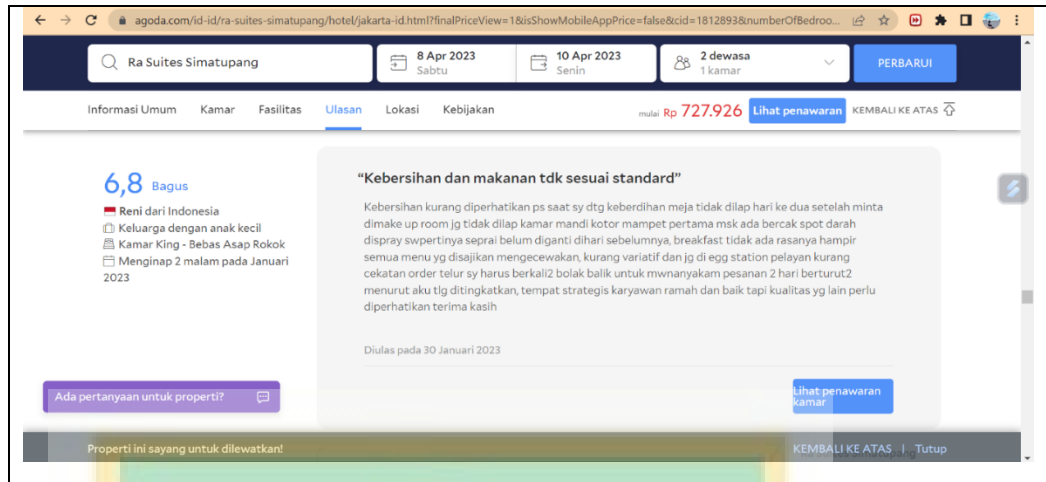 agoda.com/id-id/ra-suites-simatupang/hotel/jakarta-id.html?finalPriceView=1&isShowMobileAppPrice=false&cid=1812893&numberOfBedroo...
Ra Suites Simatupang
8 Apr 2023
Sabtu
10 Apr 2023
Senin
2 dewasa
1 kamar
PERBARUI
Informasi Umum Kamar Fasilitas Ulasan Lokasi Kebijakan mulai Rp 727.926 Lihat penawaran KEMBALI KE ATAS
6,8 Bagus
Reni dari Indonesia
Keluarga dengan anak kecil
Kamar King - Bebas Asap Rokok
Menginap 2 malam pada Januari
2023
“Kebersihan dan makanan tdk sesuai standard”
Kebersihan kurang diperhatikan ps saat sy dtg keberdihan meja tidak dilap hari ke dua setelah minta
dimake up room jg tidak dilap kamar mandi kotor mampet pertama msk ada bercak spot darah
dispray swpertinya seprai belum diganti dihari sebelumnya, breakfast tidak ada rasanya hampir
semua menu yg disajikan mengecewakan, kurang variatif dan jg di egg station pelayan kurang
cekatan order telur sy harus berkali2 bolak balik untuk mwnanyakam pesanan 2 hari berturut2
menurut aku tlg ditingkatkan, tempat strategis karyawan ramah dan baik tapi kualitas yg lain perlu
diperhatikan terima kasih
Diulas pada 30 Januari 2023
Lihat penawaran
kamar
Ada pertanyaan untuk properti?
Properti ini sayang untuk dilewatkan!
KEMBALI KE ATAS | Tutup
Simatupang